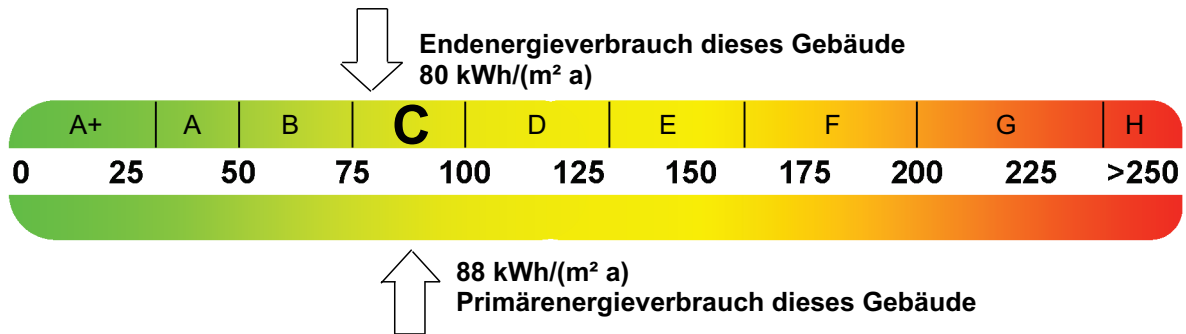 Endenergieverbrauch dieses Gebäude
80 kWh/(m² a)
A+ A B C D E F G H
0 25 50 75 100 125 150 175 200 225 >250
88 kWh/(m² a)
Primärenergieverbrauch dieses Gebäude